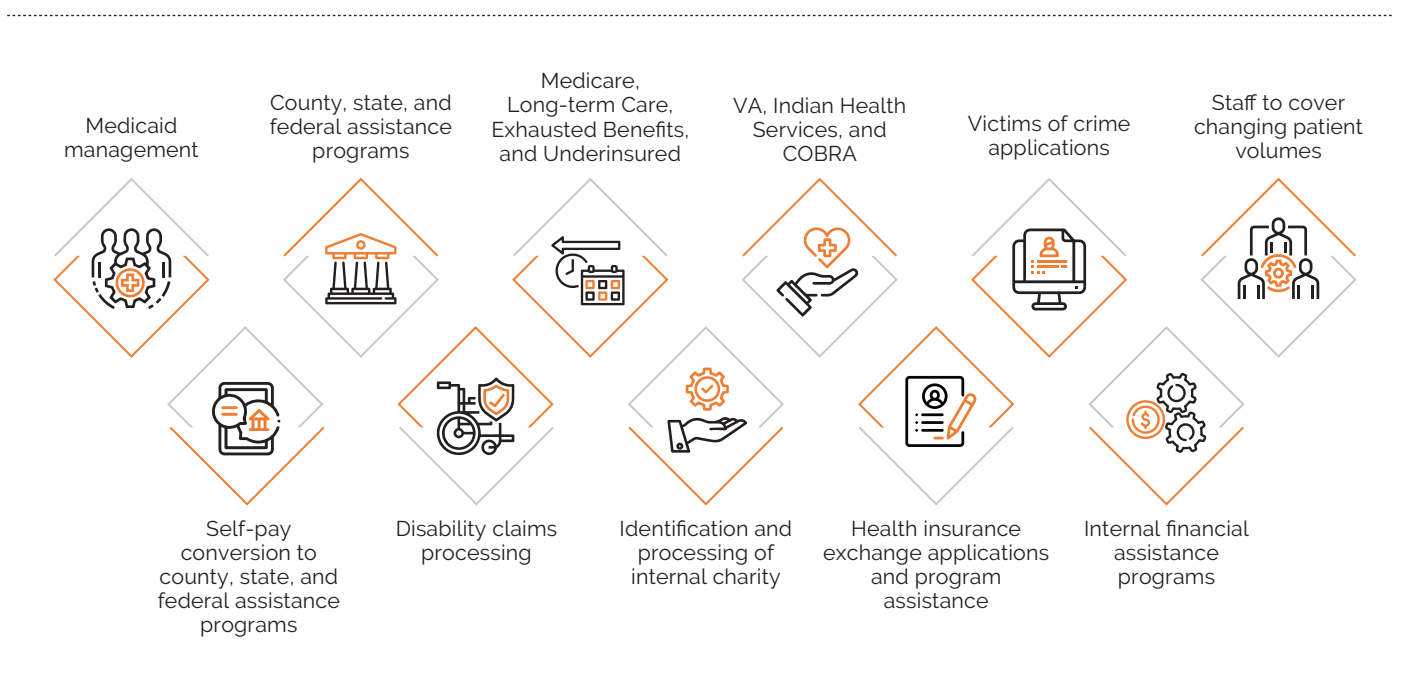 Medicaid
management
County, state, and
federal assistance
programs
Medicare,
Long-term Care,
Exhausted Benefits,
and Underinsured
VA, Indian Health
Services, and
COBRA
Victims of crime
applications
Staff to cover
changing patient
volumes
$
Self-pay
conversion to
county, state, and
federal assistance
programs
Disability claims
processing
Identification and
processing of
internal charity
Health insurance
exchange applications
and program
assistance
Internal financial
assistance
programs